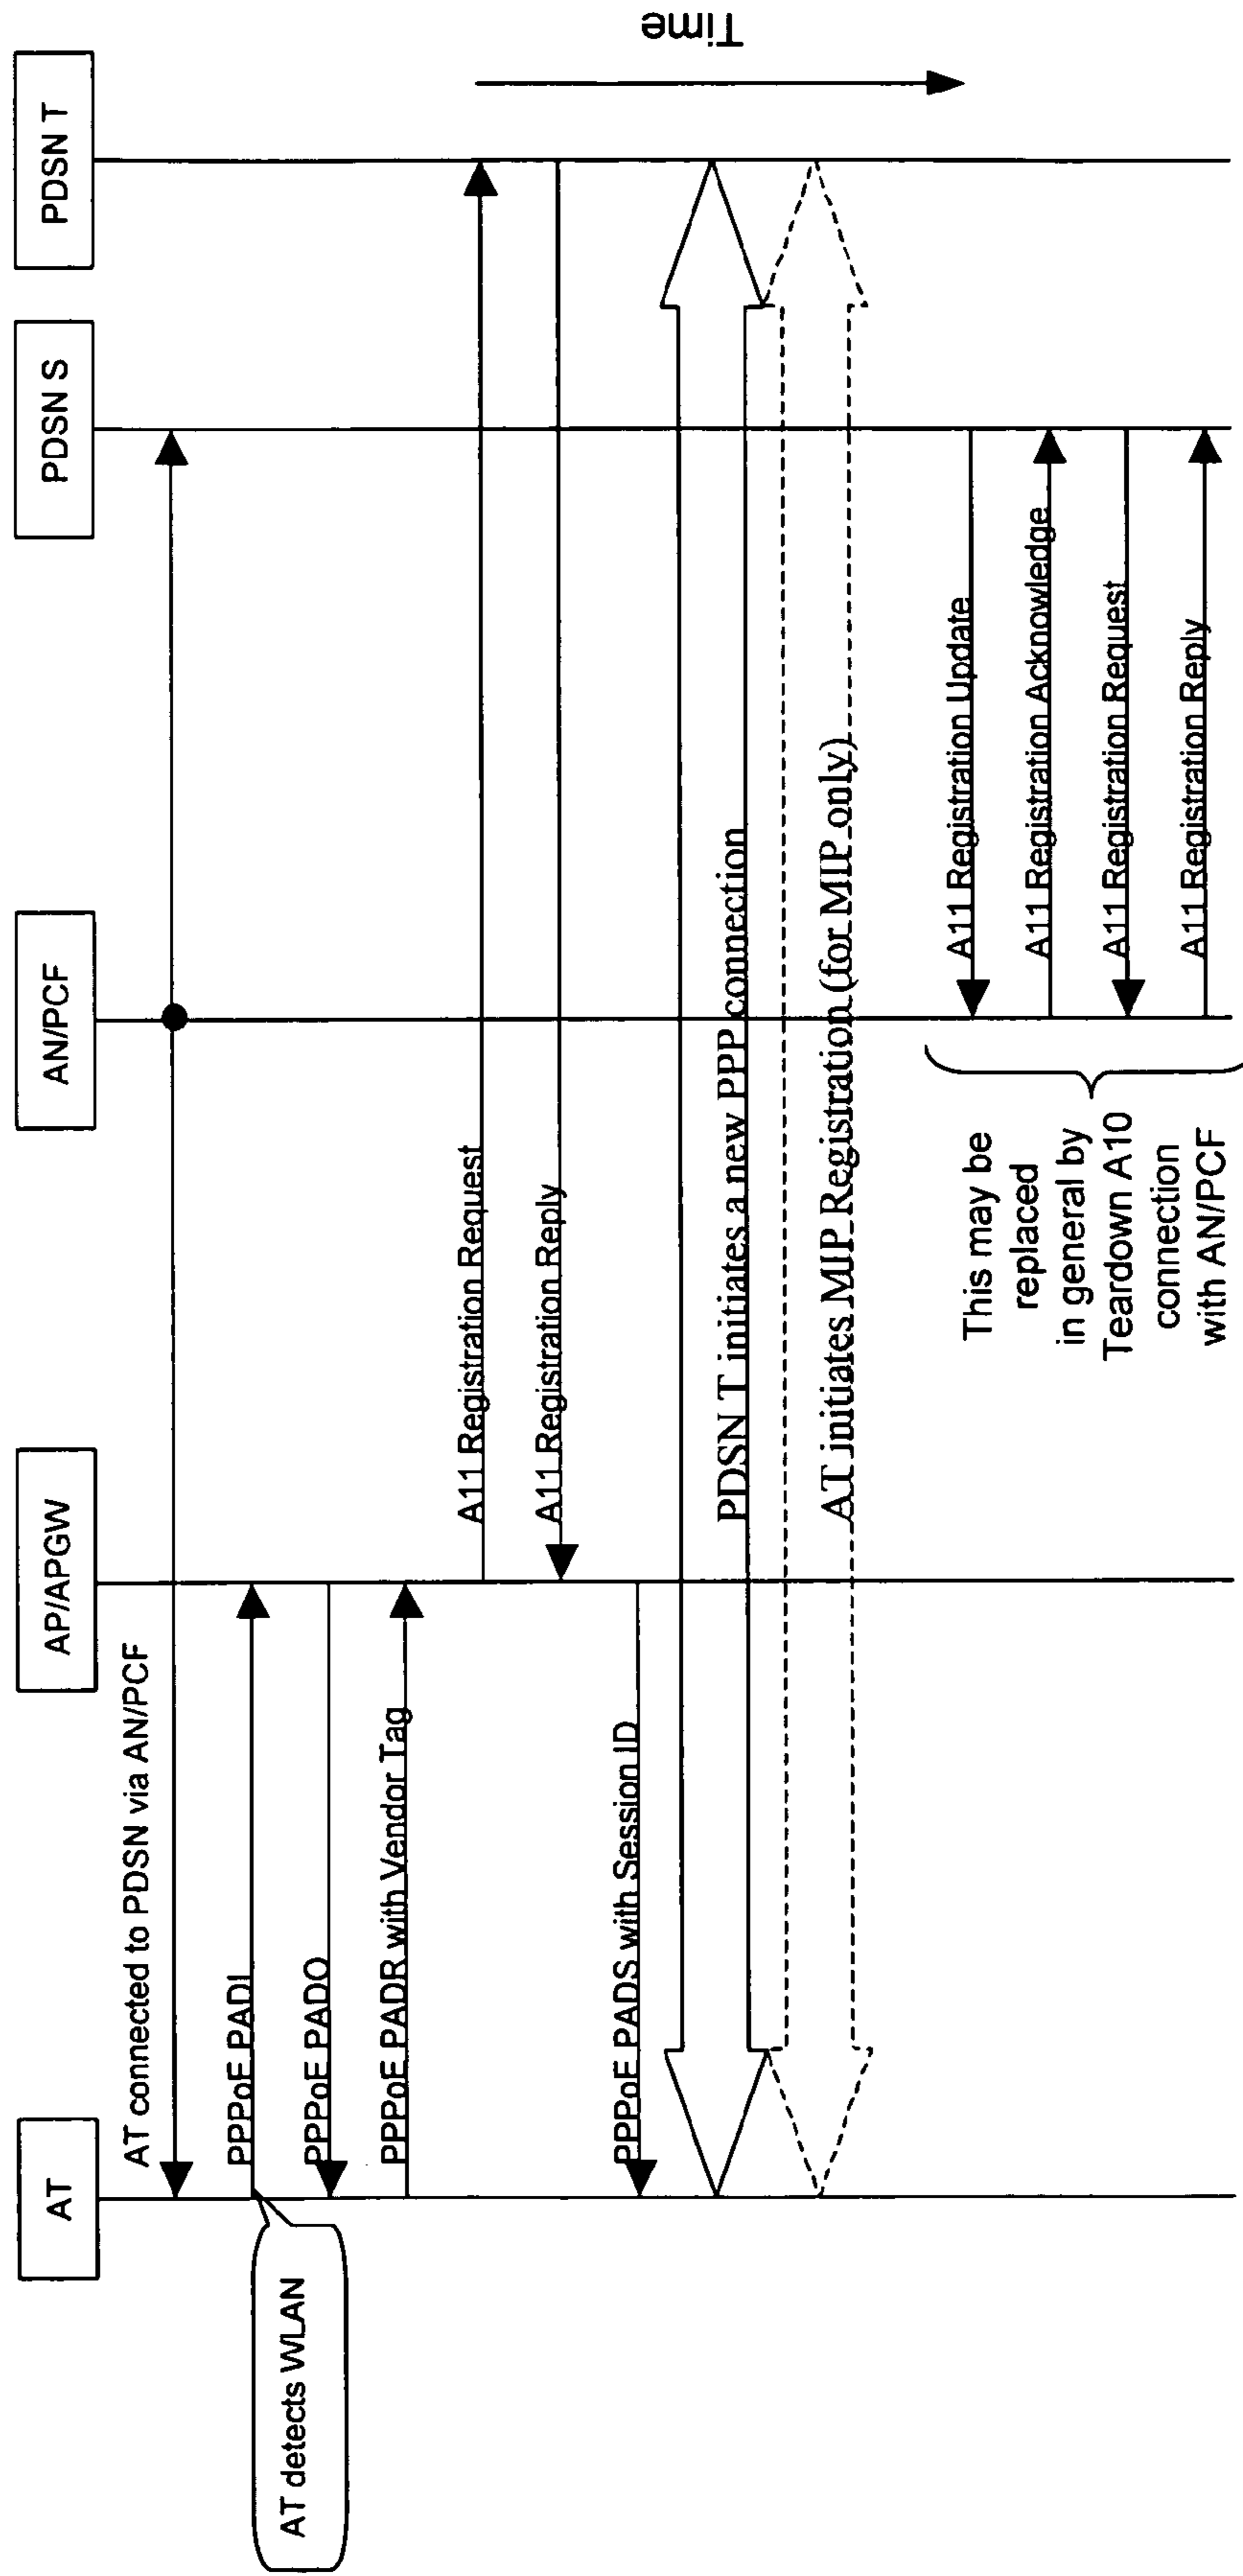 AT
AP/APGW
AN/PCF
PDSN S
PDSN T
AT connected to PDSN via AN/PCF
AT detects WLAN
PPPoE PADI
PPPoE PADO
PPPoE PADR with Vendor Tag
A11 Registration Request
A11 Registration Reply
PPPoE PADS with Session ID
PDSN T initiates a new PPP connection
AT initiates MIP Registration (for MIP only)
This may be
replaced
in general by
Teardown A10
connection
with AN/PCF
A11 Registration Update
A11 Registration Acknowledge
A11 Registration Request
A11 Registration Reply
Time